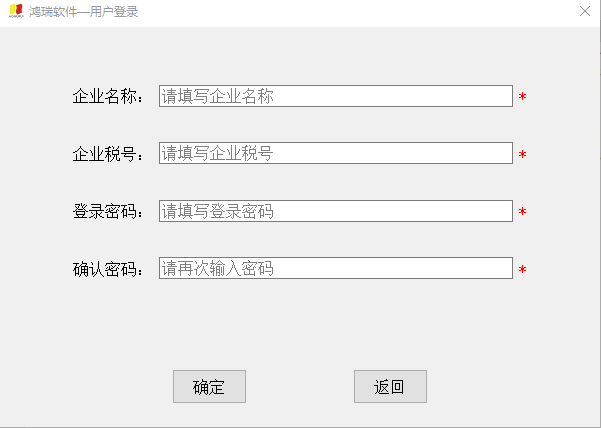 鸿瑞软件—用户登录
企业名称： 请填写企业名称 *
企业税号： 请填写企业税号 *
登录密码： 请填写登录密码 *
确认密码： 请再次输入密码 *
确定 返回